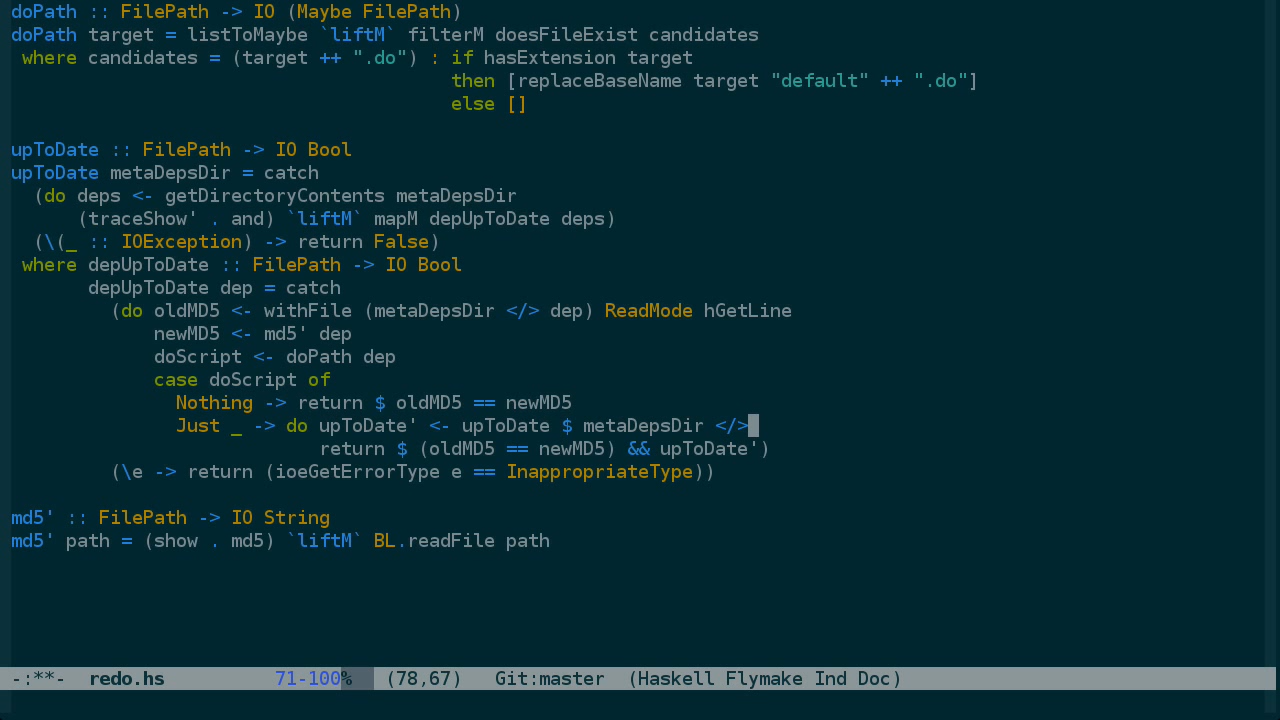 doPath :: FilePath -> IO (Maybe FilePath)
doPath target = listToMaybe `liftM` filterM doesFileExist candidates
 where candidates = (target ++ ".do") : if hasExtension target
                                        then [replaceBaseName target "default" ++ ".do"]
                                        else []

upToDate :: FilePath -> IO Bool
upToDate metaDepsDir = catch
  (do deps <- getDirectoryContents metaDepsDir
      (traceShow' . and) `liftM` mapM depUpToDate deps)
  (\(_ :: IOException) -> return False)
 where depUpToDate :: FilePath -> IO Bool
       depUpToDate dep = catch
         (do oldMD5 <- withFile (metaDepsDir </> dep) ReadMode hGetLine
             newMD5 <- md5' dep
             doScript <- doPath dep
             case doScript of
               Nothing -> return $ oldMD5 == newMD5
               Just _ -> do upToDate' <- upToDate $ metaDepsDir </>
                            return $ (oldMD5 == newMD5) && upToDate')
         (\e -> return (ioeGetErrorType e == InappropriateType))

md5' :: FilePath -> IO String
md5' path = (show . md5) `liftM` BL.readFile path
-:**-  redo.hs          71-100%   (78,67)   Git:master  (Haskell Flymake Ind Doc)